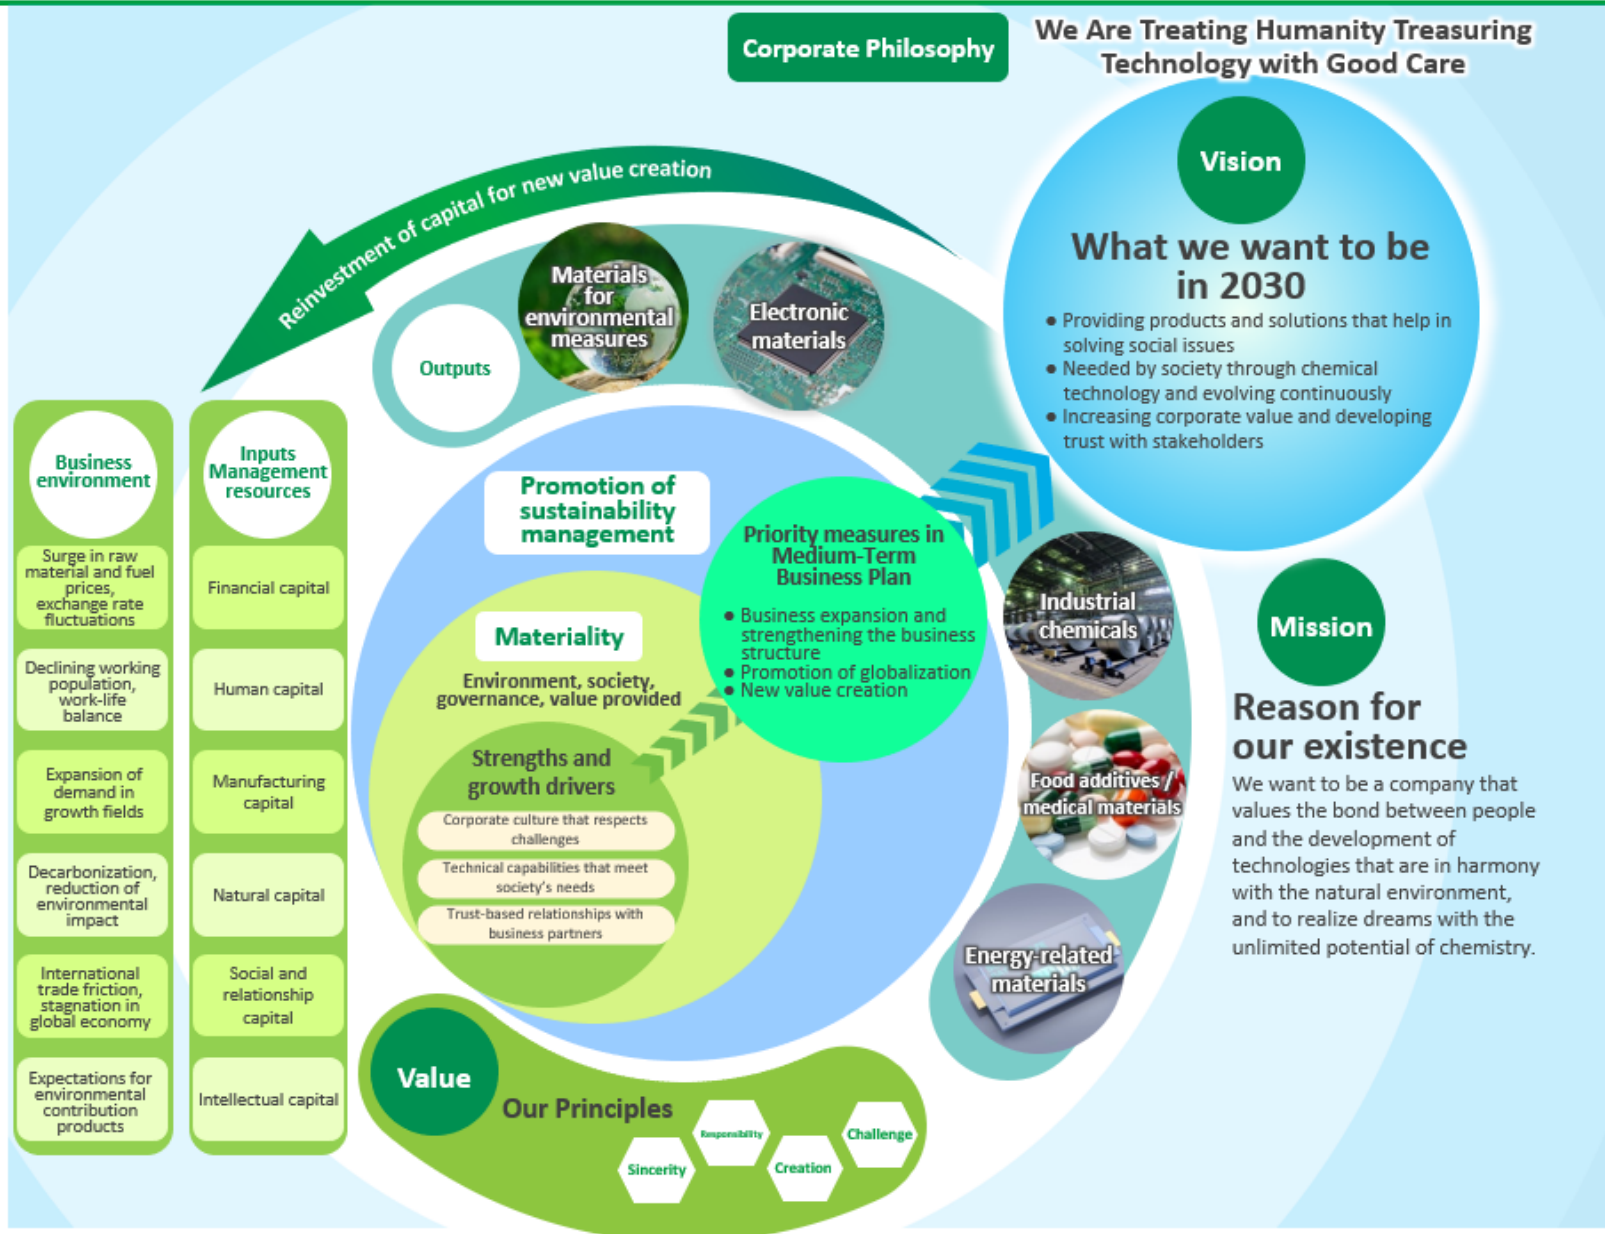 Corporate Philosophy
We Are Treating Humanity Treasuring
Technology with Good Care
Vision
What we want to be
in 2030
● Providing products and solutions that help in
solving social issues
● Needed by society through chemical
technology and evolving continuously
● Increasing corporate value and developing
trust with stakeholders
Reinvestment of capital for new value creation
Outputs
Materials
for
environmental
measures
Electronic
materials
Industrial
chemicals
Food additives /
medical materials
Energy-related
materials
Business
environment
Surge in raw
material and fuel
prices,
exchange rate
fluctuations
Declining working
population,
work-life
balance
Expansion of
demand in
growth fields
Decarbonization,
reduction of
environmental
impact
International
trade friction,
stagnation in
global economy
Expectations for
environmental
contribution
products
Inputs
Management
resources
Financial capital
Human capital
Manufacturing
capital
Natural capital
Social and
relationship
capital
Intellectual capital
Promotion of
sustainability
management
Priority measures in
Medium-Term
Business Plan
● Business expansion and
strengthening the business
structure
● Promotion of globalization
● New value creation
Materiality
Environment, society,
governance, value provided
Strengths and
growth drivers
Corporate culture that respects
challenges
Technical capabilities that meet
society's needs
Trust-based relationships with
business partners
Mission
Reason for
our existence
We want to be a company that
values the bond between people
and the development of
technologies that are in harmony
with the natural environment,
and to realize dreams with the
unlimited potential of chemistry.
Value
Our Principles
Sincerity
Responsibility
Creation
Challenge